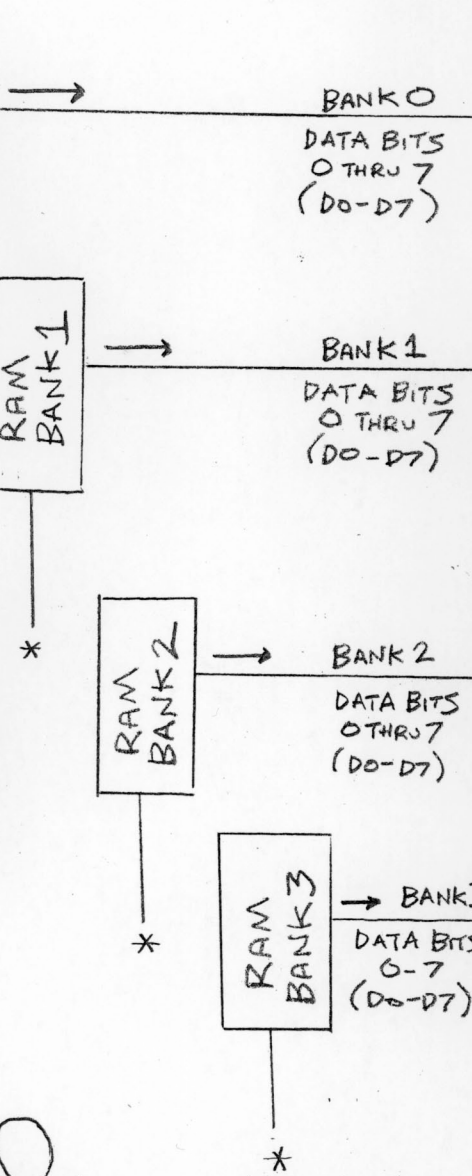 BANK 0
DATA BITS
0 THRU 7
(D0-D7)
RAM
BANK 1
BANK 1
DATA BITS
0 THRU 7
(D0-D7)
*
RAM
BANK 2
BANK 2
DATA BITS
0 THRU 7
(D0-D7)
*
RAM
BANK 3
BANK
DATA BITS
0-7
(D0-D7)
*